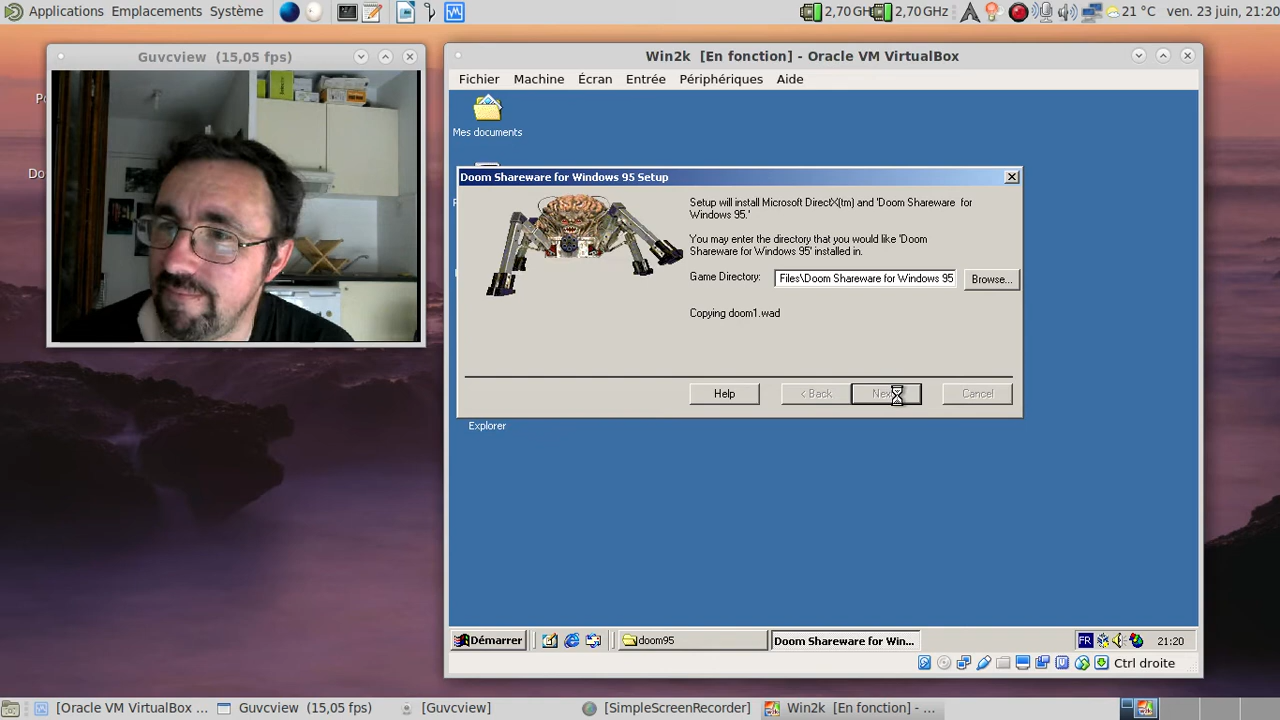 Applications Emplacements Système 2,70 GHz 2,70 GHz 21 °C ven. 23 juin, 21:20
Guvcview (15,05 fps)
Win2k [En fonction] - Oracle VM VirtualBox
Fichier Machine Écran Entrée Périphériques Aide
Mes documents
Doom Shareware for Windows 95 Setup
Setup will install Microsoft DirectX(tm) and 'Doom Shareware for
Windows 95.'
You may enter the directory that you would like 'Doom
Shareware for Windows 95' installed in.
Game Directory: Files\Doom Shareware for Windows 95 Browse...
Copying doom1.wad
Help < Back Cancel
Explorer
Démarrer doom95 Doom Shareware for Win... FR 21:20
Ctrl droite
[Oracle VM VirtualBox ... Guvcview (15,05 fps) [Guvcview] [SimpleScreenRecorder] Win2k [En fonction] - ...